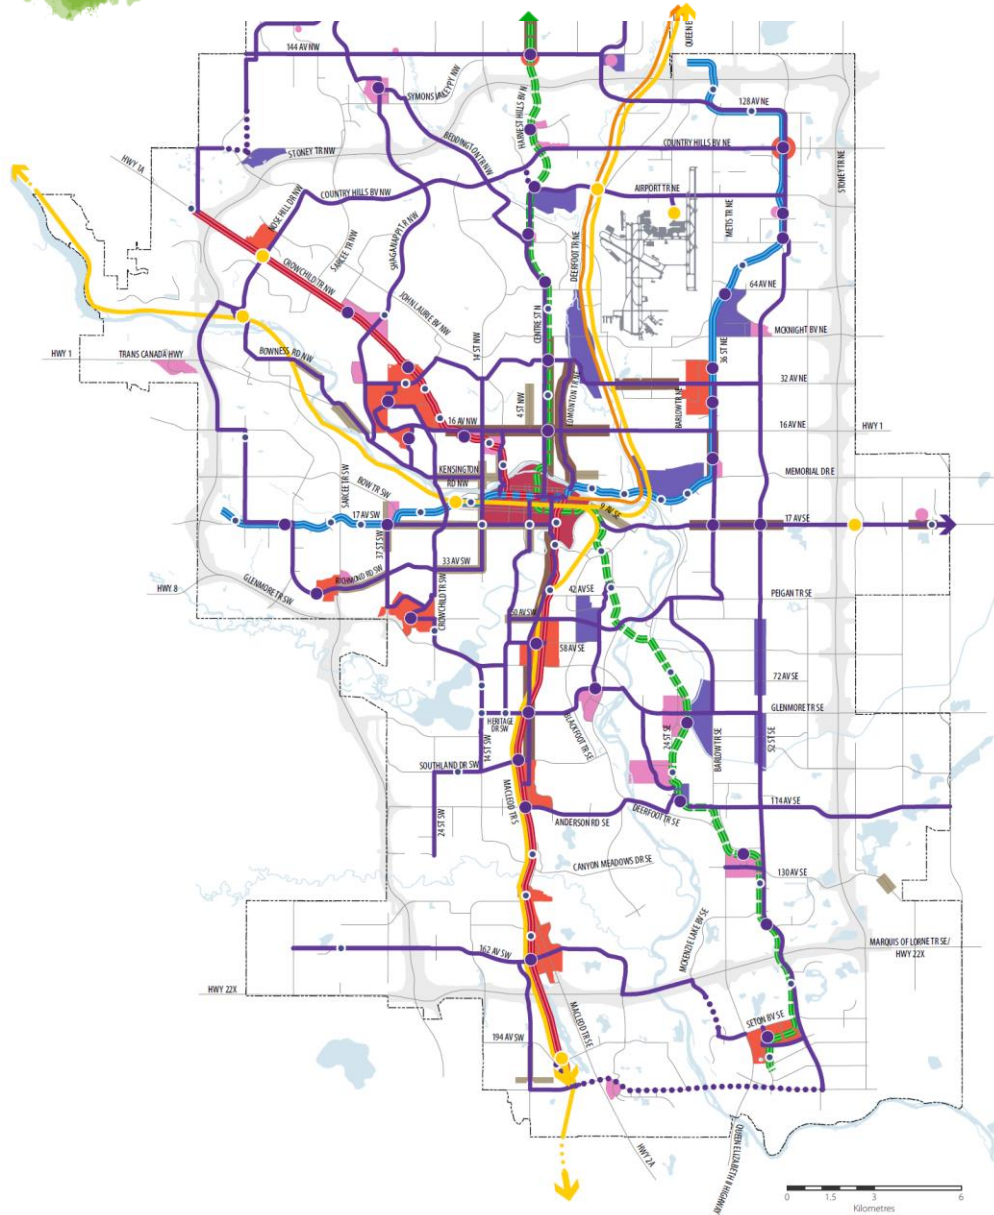 QUEEN E
144 AV NW
SYMONS VALLEY PY NW
HARVEST HILLS BV N
128 AV NE
BEDDINGTON TR NW
COUNTRY HILLS BV NE
HWY 1A
STONEY TR NW
STONEY TR NE
COUNTRY HILLS BV NW
AIRPORT TR NE
METIS TR NE
SARCEE TR NW
SHAGANAPPI TR NW
DEERFOOT TR NE
CROWCHILD TR NW
64 AV NE
JOHN LAURIE BV NW
CENTRE ST N
36 ST NE
MCKNIGHT BV NE
14 ST NW
HWY 1
TRANS CANADA HWY
BOWNESS RD NW
EDMONTON TR NE
32 AV NE
4 ST NW
BARLOW TR NE
16 AV NW
16 AV NE
HWY 1
KENSINGTON
RD NW
MEMORIAL DR E
SARCEE TR SW
BOW TR SW
9 AV SE
17 AV SW
17 AV SE
37 ST SW
33 AV SW
RICHMOND RD SW
HWY 8
GLENMORE TR SW
CROWCHILD TR SW
42 AV SE
PEIGAN TR SE
50 AV SW
58 AV SE
72 AV SE
HERITAGE
DR SW
14 ST SW
BLACKFOOT TR SE
24 ST SE
GLENMORE TR SE
BARLOW TR SE
52 ST SE
SOUTHLAND DR SW
MACLEOD TR S
24 ST SW
ANDERSON RD SE
DEERFOOT TR SE
114 AV SE
CANYON MEADOWS DR SE
130 AV SE
MCKENZIE LAKE BV SE
162 AV SW
MARQUIS OF LORNE TR SE/
HWY 22X
HWY 22X
SETON BV SE
194 AV SW
MACLEOD TR SE
HWY 2A
QUEEN ELIZABETH II HIGHWAY
0 1.5 3 6
Kilometres